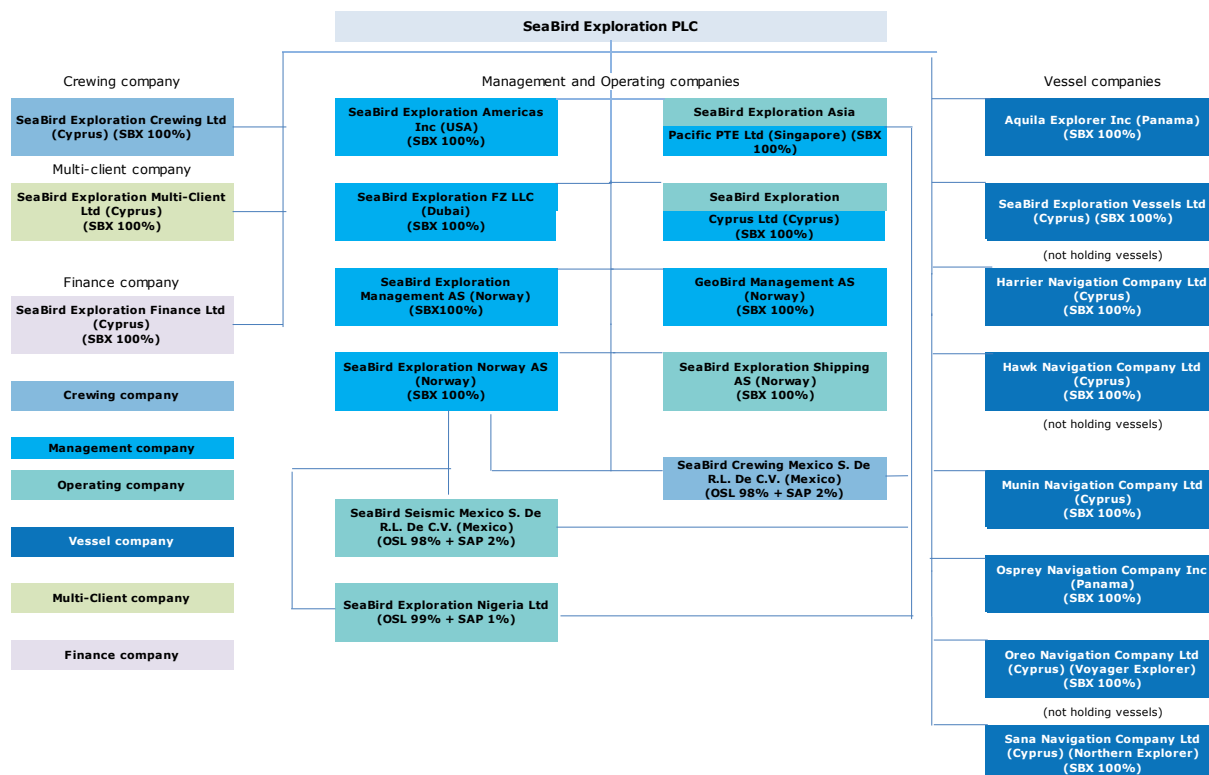 SeaBird Exploration PLC
Crewing company
SeaBird Exploration Crewing Ltd
(Cyprus) (SBX 100%)
Multi-client company
SeaBird Exploration Multi-Client
Ltd (Cyprus)
(SBX 100%)
Finance company
SeaBird Exploration Finance Ltd
(Cyprus)
(SBX 100%)
Crewing company
Management company
Operating company
Vessel company
Multi-Client company
Finance company
Management and Operating companies
SeaBird Exploration Americas
Inc (USA)
(SBX 100%)
SeaBird Exploration Asia
Pacific PTE Ltd (Singapore) (SBX
100%)
SeaBird Exploration FZ LLC
(Dubai)
(SBX 100%)
SeaBird Exploration
Cyprus Ltd (Cyprus)
(SBX 100%)
SeaBird Exploration
Management AS (Norway)
(SBX100%)
GeoBird Management AS
(Norway)
(SBX 100%)
SeaBird Exploration Norway AS
(Norway)
(SBX 100%)
SeaBird Exploration Shipping
AS (Norway)
(SBX 100%)
SeaBird Crewing Mexico S. De
R.L. De C.V. (Mexico)
(OSL 98% + SAP 2%)
SeaBird Seismic Mexico S. De
R.L. De C.V. (Mexico)
(OSL 98% + SAP 2%)
SeaBird Exploration Nigeria Ltd
(OSL 99% + SAP 1%)
Vessel companies
Aquila Explorer Inc (Panama)
(SBX 100%)
SeaBird Exploration Vessels Ltd
(Cyprus) (SBX 100%)
(not holding vessels)
Harrier Navigation Company Ltd
(Cyprus)
(SBX 100%)
Hawk Navigation Company Ltd
(Cyprus)
(SBX 100%)
(not holding vessels)
Munin Navigation Company Ltd
(Cyprus)
(SBX 100%)
Osprey Navigation Company Inc
(Panama)
(SBX 100%)
Oreo Navigation Company Ltd
(Cyprus) (Voyager Explorer)
(SBX 100%)
(not holding vessels)
Sana Navigation Company Ltd
(Cyprus) (Northern Explorer)
(SBX 100%)